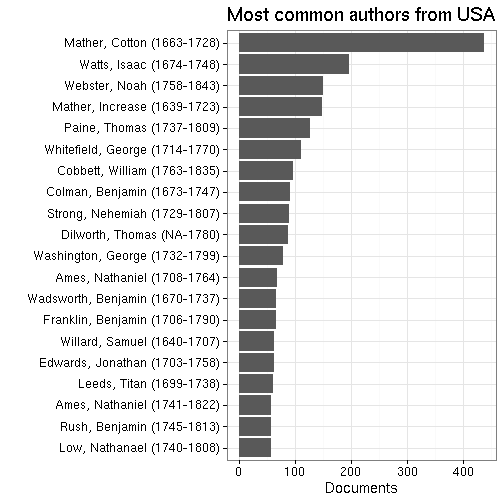 Most common authors from USA
Mather, Cotton (1663-1728)
Watts, Isaac (1674-1748)
Webster, Noah (1758-1843)
Mather, Increase (1639-1723)
Paine, Thomas (1737-1809)
Whitefield, George (1714-1770)
Cobbett, William (1763-1835)
Colman, Benjamin (1673-1747)
Strong, Nehemiah (1729-1807)
Dilworth, Thomas (NA-1780)
Washington, George (1732-1799)
Ames, Nathaniel (1708-1764)
Wadsworth, Benjamin (1670-1737)
Franklin, Benjamin (1706-1790)
Willard, Samuel (1640-1707)
Edwards, Jonathan (1703-1758)
Leeds, Titan (1699-1738)
Ames, Nathaniel (1741-1822)
Rush, Benjamin (1745-1813)
Low, Nathanael (1740-1808)
0 100 200 300 400
Documents